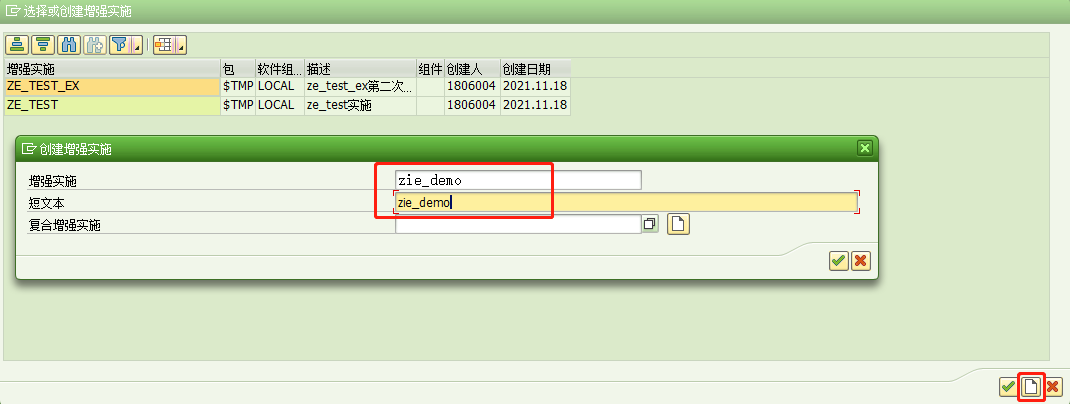 选择或创建增强实施
增强实施 包 软件组... 描述 组件 创建人 创建日期
ZE_TEST_EX $TMP LOCAL ze_test_ex第二次... 1806004 2021.11.18
ZE_TEST $TMP LOCAL ze_test实施 1806004 2021.11.18
创建增强实施
增强实施 zie_demo
短文本 zie_demo
复合增强实施